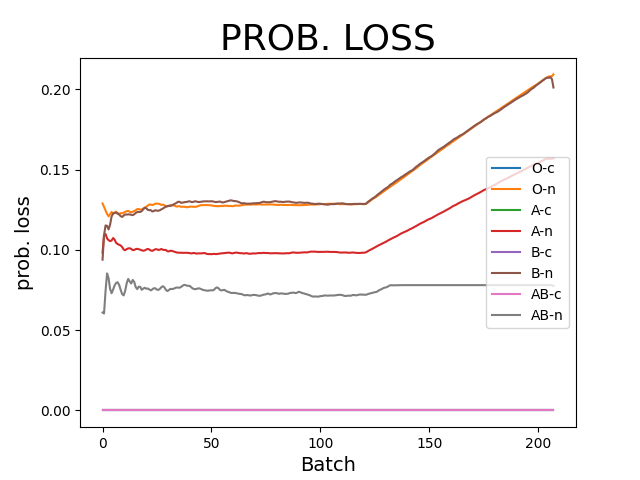 PROB. LOSS
prob. loss
0.20
0.15
0.10
0.05
0.00
O-c
O-n
A-c
A-n
B-c
B-n
AB-c
AB-n
0 50 100 150 200
Batch